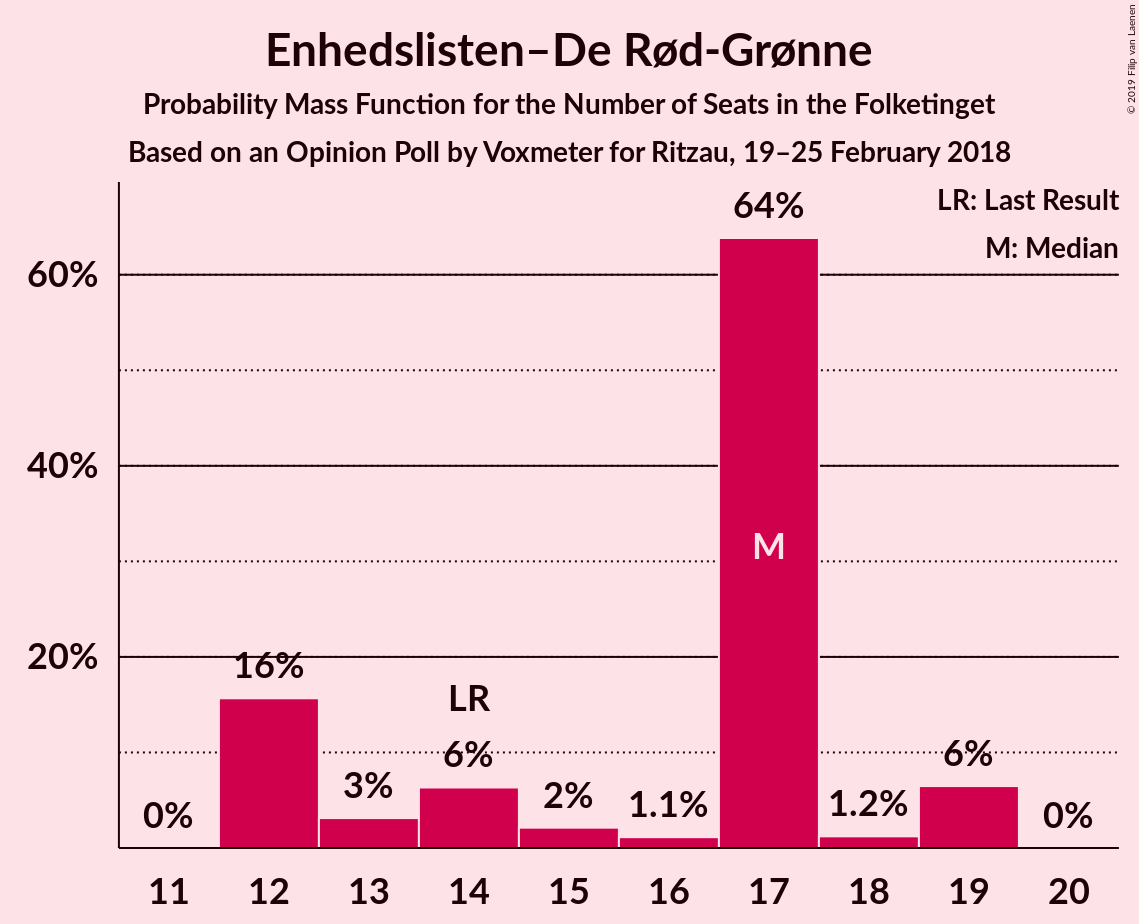 Enhedslisten–De Rød-Grønne
Probability Mass Function for the Number of Seats in the Folketinget
Based on an Opinion Poll by Voxmeter for Ritzau, 19–25 February 2018
© 2019 Filip van Laenen
LR: Last Result
M: Median
64%
60%
40%
M
20%
16%
LR
6%
6%
3%
2%
1.1%
1.2%
0%
0%
11 12 13 14 15 16 17 18 19 20